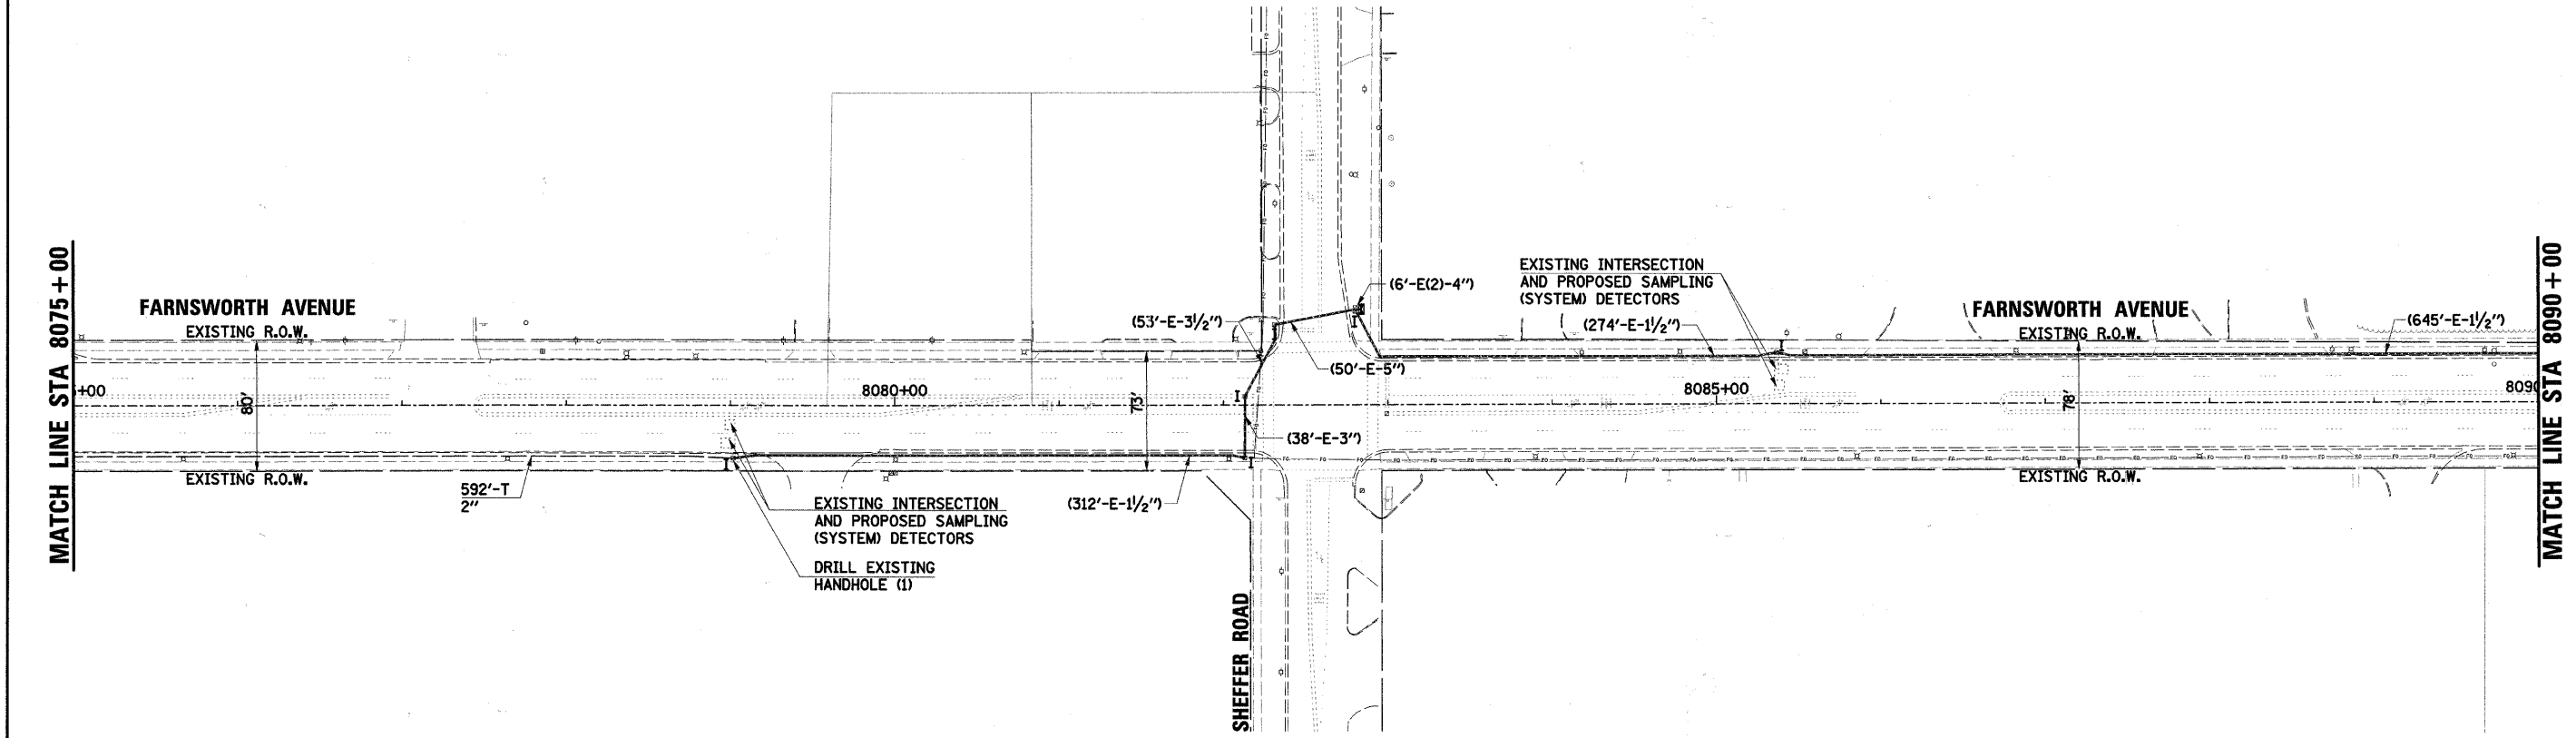 MATCH LINE STA 8075+00
FARNSWORTH AVENUE
EXISTING R.O.W.
+00
80'
EXISTING R.O.W.
592'-T
2"
8080+00
EXISTING INTERSECTION
AND PROPOSED SAMPLING
(SYSTEM) DETECTORS
DRILL EXISTING
HANDHOLE (1)
73'
(312'-E-1½")
(53'-E-3½")
(38'-E-3")
(50'-E-5")
(6'-E(2)-4")
SHEFFER ROAD
EXISTING INTERSECTION
AND PROPOSED SAMPLING
(SYSTEM) DETECTORS
(274'-E-1½")
8085+00
FARNSWORTH AVENUE
EXISTING R.O.W.
78'
EXISTING R.O.W.
(645'-E-1½")
8090
MATCH LINE STA 8090+00